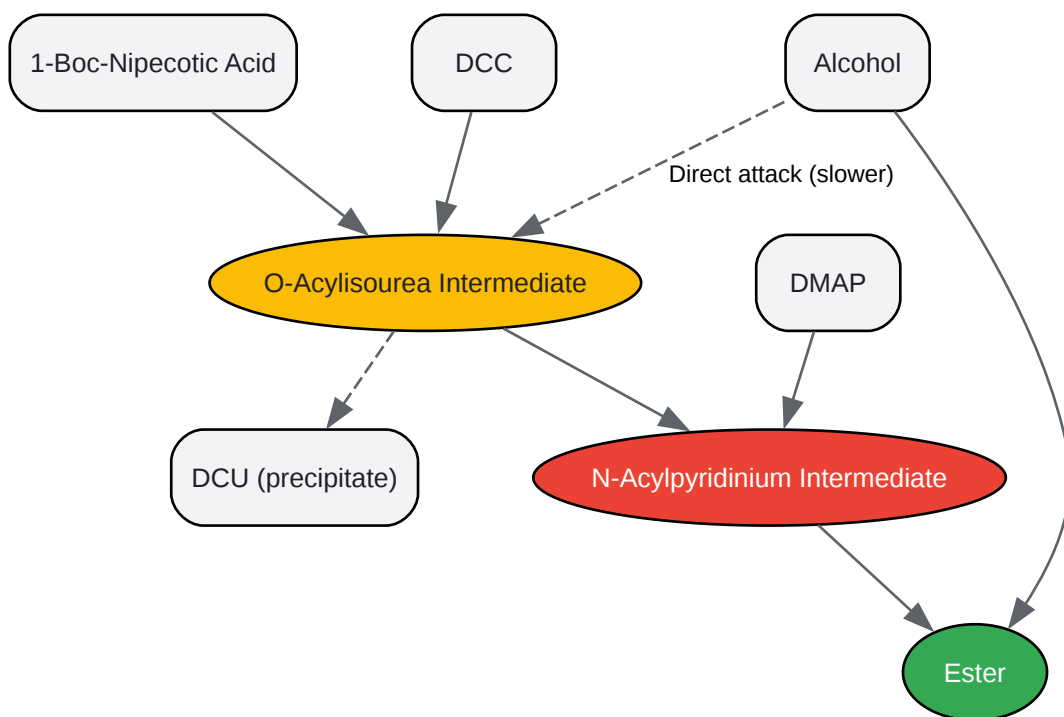 1-Boc-Nipecotic Acid
DCC
Alcohol
Direct attack (slower)
O-Acylisourea Intermediate
DMAP
DCU (precipitate)
N-Acylpyridinium Intermediate
Ester